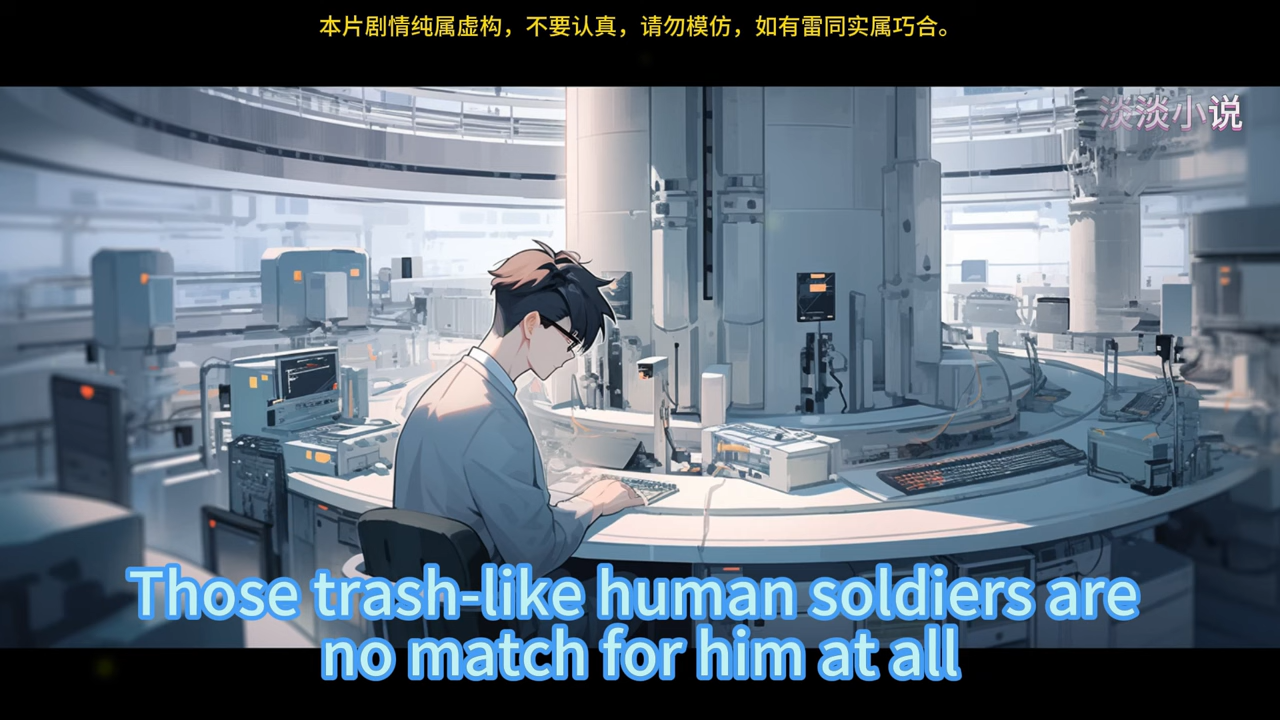 本片剧情纯属虚构，不要认真，请勿模仿，如有雷同实属巧合。
淡淡小说
Those trash-like human soldiers are
no match for him at all